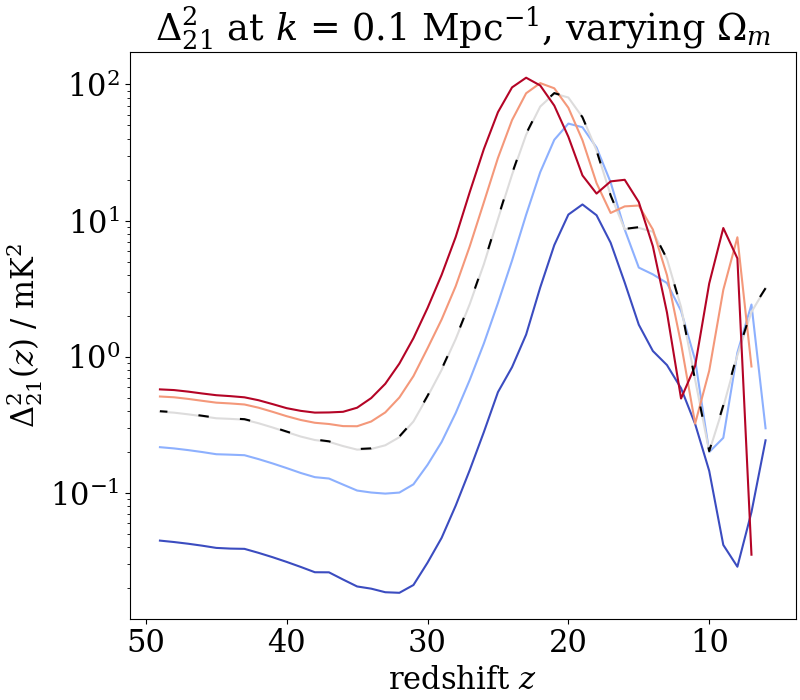 Δ²₂₁ at k = 0.1 Mpc⁻¹, varying Ωₘ
Δ²₂₁(z) / mK²
10²
10¹
10⁰
10⁻¹
50 40 30 20 10
redshift z